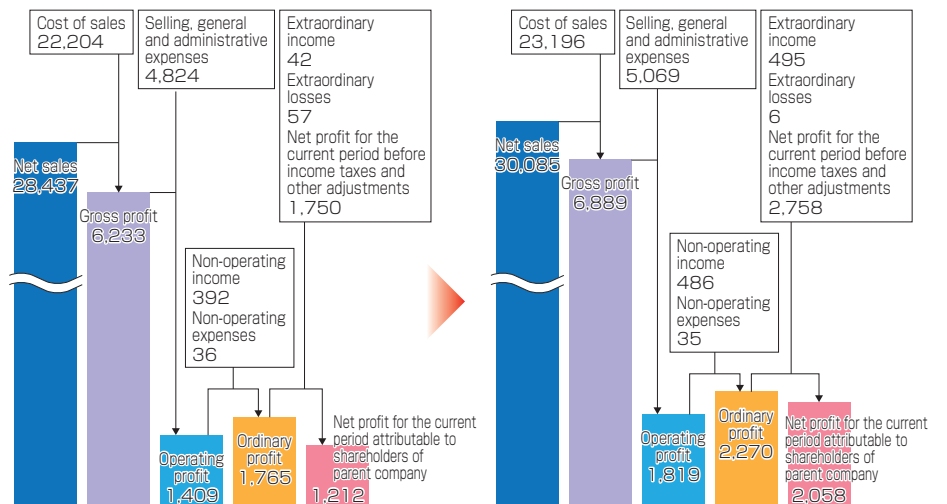 Cost of sales
22,204
Selling, general
and administrative
expenses
4,824
Extraordinary
income
42
Extraordinary
losses
57
Net profit for the
current period before
income taxes and
other adjustments
1,750
Net sales
28,437
Gross profit
6,233
Non-operating
income
392
Non-operating
expenses
36
Operating
profit
1,409
Ordinary
profit
1,765
Net profit for the current
period attributable to
shareholders of
parent company
1,212
Cost of sales
23,196
Selling, general
and administrative
expenses
5,069
Extraordinary
income
495
Extraordinary
losses
6
Net profit for the
current period before
income taxes and
other adjustments
2,758
Net sales
30,085
Gross profit
6,889
Non-operating
income
486
Non-operating
expenses
35
Operating
profit
1,819
Ordinary
profit
2,270
Net profit for the current
period attributable to
shareholders of
parent company
2,058